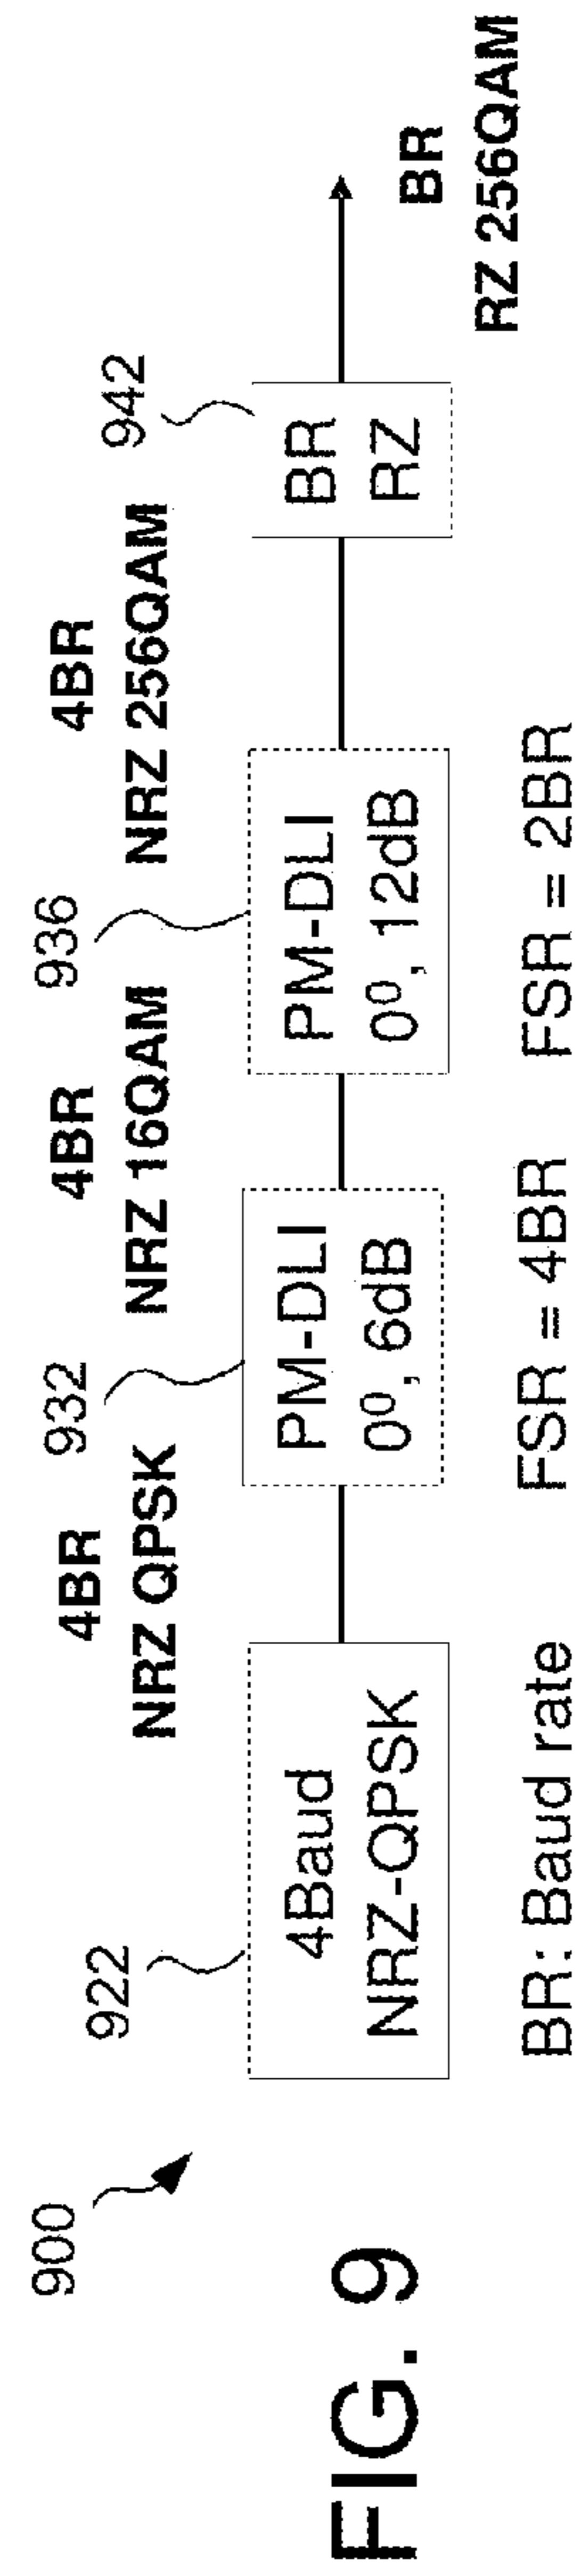 FIG. 9
900
922
4Baud
NRZ-QPSK
BR: Baud rate
4BR
NRZ QPSK
932
PM-DLI
0⁰, 6dB
FSR = 4BR
4BR
NRZ 16QAM
936
PM-DLI
0⁰, 12dB
FSR = 2BR
4BR
NRZ 256QAM
942
BR
RZ
BR
RZ 256QAM